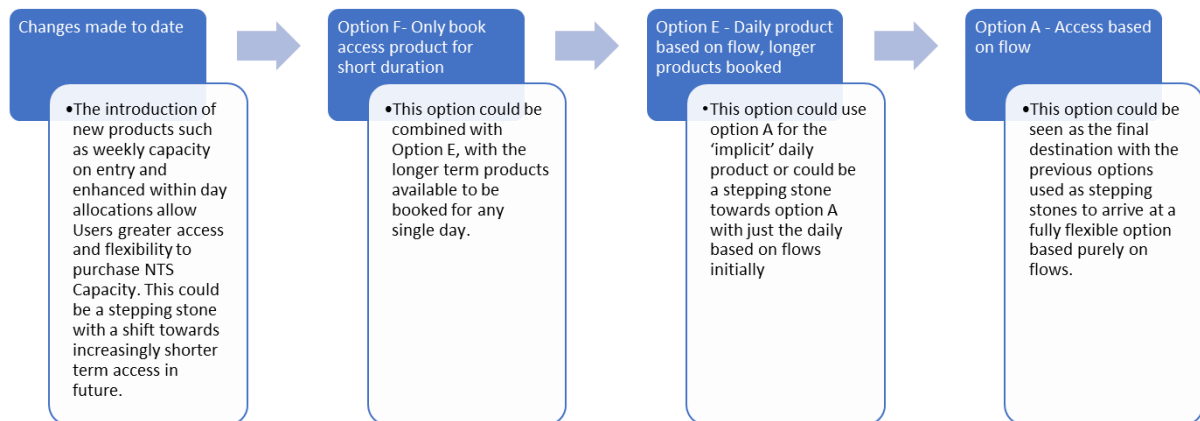 Changes made to date
•The introduction of
new products such
as weekly capacity
on entry and
enhanced within day
allocations allow
Users greater access
and flexibility to
purchase NTS
Capacity. This could
be a stepping stone
with a shift towards
increasingly shorter
term access in
future.
Option F- Only book
access product for
short duration
•This option could be
combined with
Option E, with the
longer term products
available to be
booked for any
single day.
Option E - Daily product
based on flow, longer
products booked
•This option could use
option A for the
‘implicit’ daily
product or could be
a stepping stone
towards option A
with just the daily
based on flows
initially
Option A - Access based
on flow
•This option could be
seen as the final
destination with the
previous options
used as stepping
stones to arrive at a
fully flexible option
based purely on
flows.